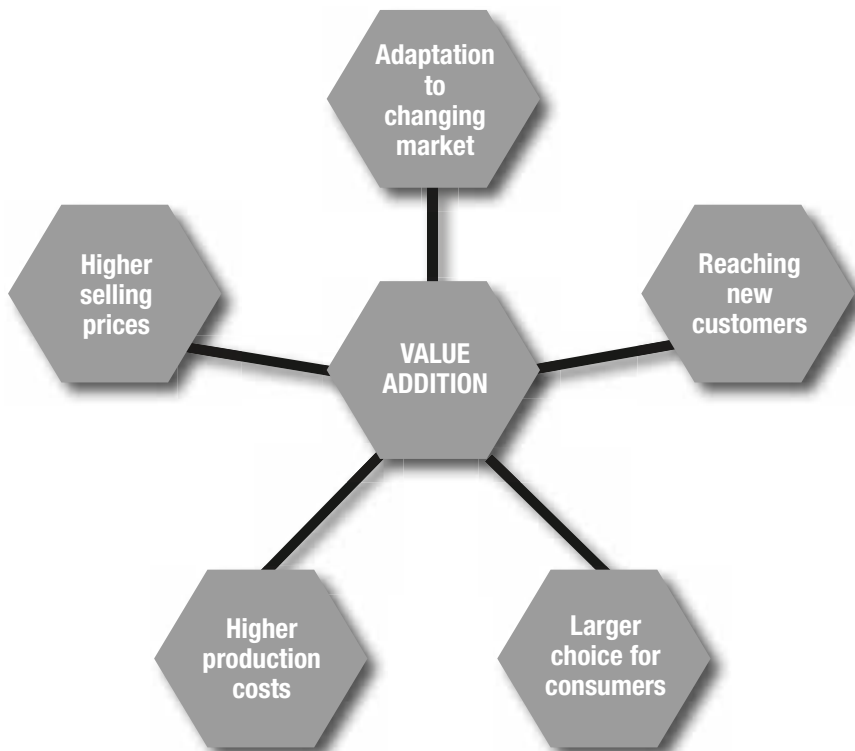 Adaptation
to
changing
market
Higher
selling
prices
Reaching
new
customers
VALUE
ADDITION
Higher
production
costs
Larger
choice for
consumers